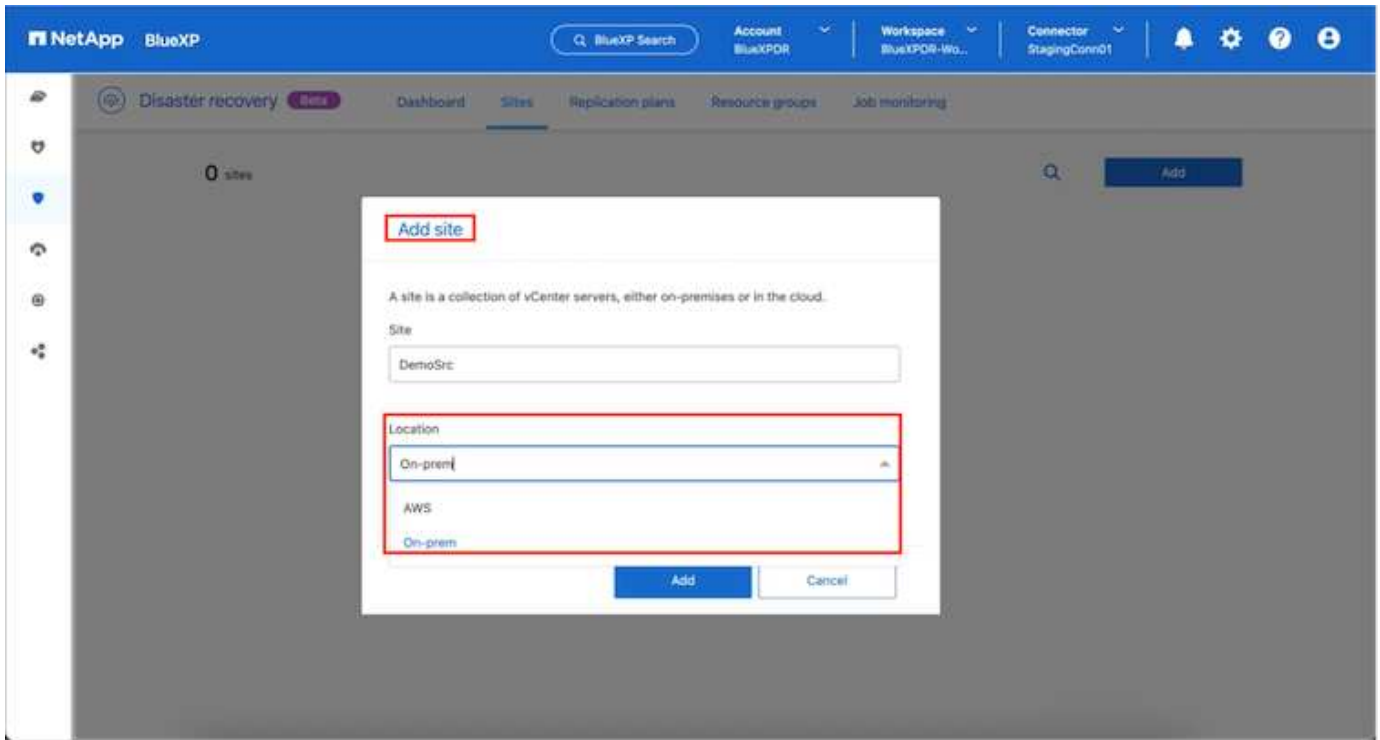 NetApp BlueXP
BlueXP Search
Account
BlueXPDR
Workspace
BlueXPDR-Wo...
Connector
StagingConn01
Disaster recovery Beta
Dashboard Sites Replication plans Resource groups Job monitoring
0 sites
Add
Add site
A site is a collection of vCenter servers, either on-premises or in the cloud.
Site
DemoSrc
Location
On-prem
AWS
On-prem
Add Cancel